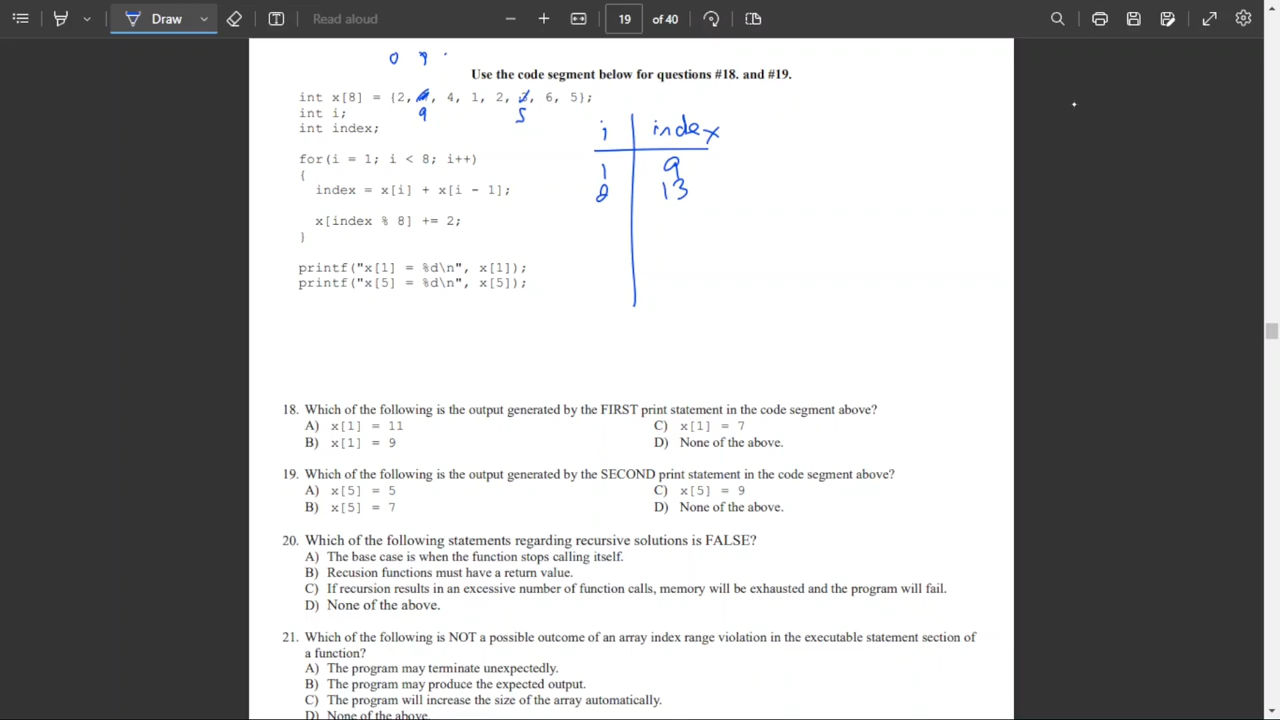 Draw
Read aloud
19 of 40
0 9
Use the code segment below for questions #18. and #19.
int x[8] = {2, , 4, 1, 2, 3, 6, 5};
9 5
int i;
int index;
i index
1 9
2 13
for(i = 1; i < 8; i++)
{
index = x[i] + x[i - 1];
x[index % 8] += 2;
}
printf("x[1] = %d\n", x[1]);
printf("x[5] = %d\n", x[5]);
18. Which of the following is the output generated by the FIRST print statement in the code segment above?
A) x[1] = 11
C) x[1] = 7
B) x[1] = 9
D) None of the above.
19. Which of the following is the output generated by the SECOND print statement in the code segment above?
A) x[5] = 5
C) x[5] = 9
B) x[5] = 7
D) None of the above.
20. Which of the following statements regarding recursive solutions is FALSE?
A) The base case is when the function stops calling itself.
B) Recusion functions must have a return value.
C) If recursion results in an excessive number of function calls, memory will be exhausted and the program will fail.
D) None of the above.
21. Which of the following is NOT a possible outcome of an array index range violation in the executable statement section of
a function?
A) The program may terminate unexpectedly.
B) The program may produce the expected output.
C) The program will increase the size of the array automatically.
D) None of the above.